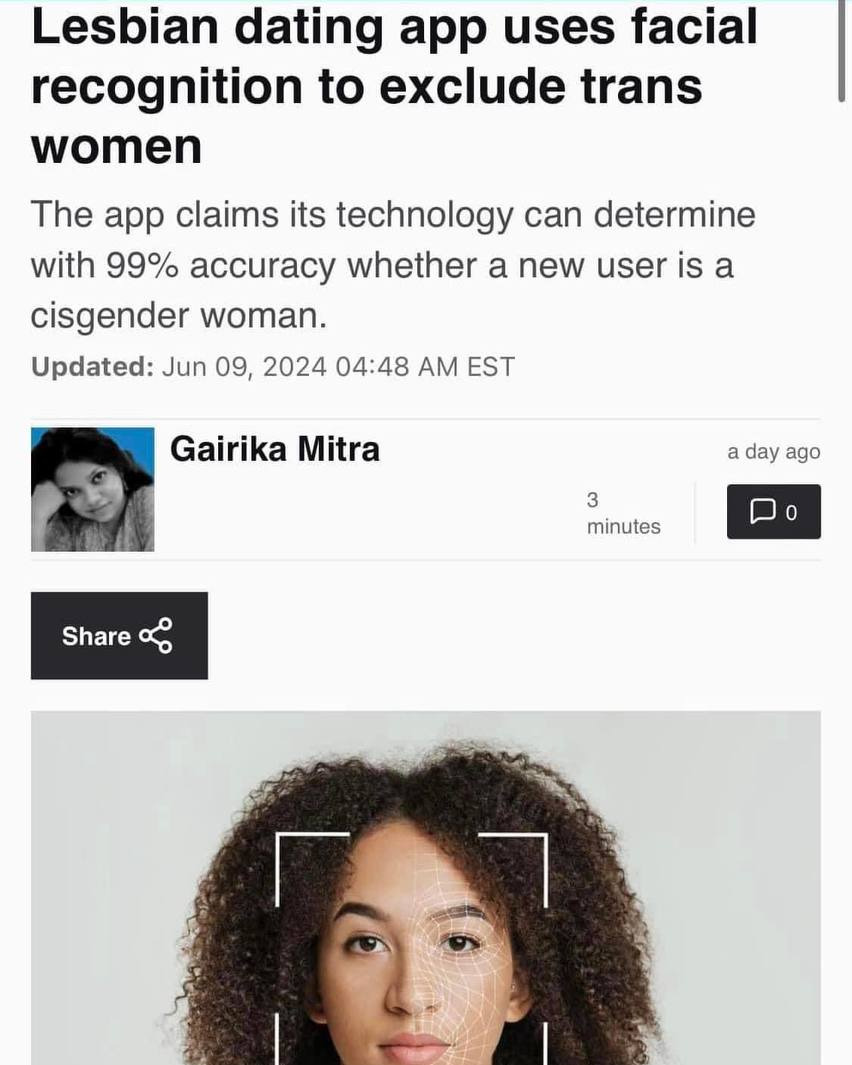 Lesbian dating app uses facial
recognition to exclude trans
women
The app claims its technology can determine
with 99% accuracy whether a new user is a
cisgender woman.
Updated: Jun 09, 2024 04:48 AM EST
Gairika Mitra
a day ago
3
minutes
0
Share